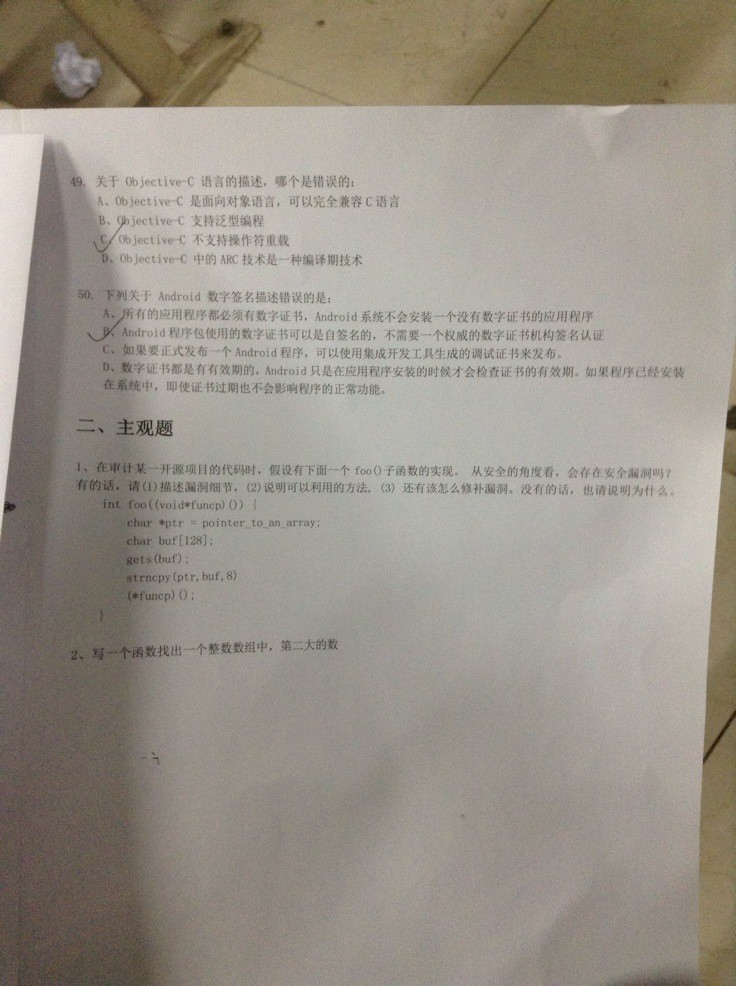 49. 关于 Objective-C 语言的描述，哪个是错误的：
A、Objective-C 是面向对象语言，可以完全兼容 C 语言
B、Objective-C 支持泛型编程
C、Objective-C 不支持操作符重载
D、Objective-C 中的 ARC 技术是一种编译期技术
50. 下列关于 Android 数字签名描述错误的是：
A、所有的应用程序都必须有数字证书，Android 系统不会安装一个没有数字证书的应用程序
B、Android 程序包使用的数字证书可以是自签名的，不需要一个权威的数字证书机构签名认证
C、如果要正式发布一个 Android 程序，可以使用集成开发工具生成的调试证书来发布。
D、数字证书都是有有效期的，Android 只是在应用程序安装的时候才会检查证书的有效期。如果程序已经安装
在系统中，即使证书过期也不会影响程序的正常功能。
二、主观题
1、在审计某一开源项目的代码时，假设有下面一个 foo()子函数的实现。 从安全的角度看，会存在安全漏洞吗？
有的话，请(1)描述漏洞细节，(2)说明可以利用的方法，(3) 还有该怎么修补漏洞。没有的话，也请说明为什么。
int foo((void*funcp)()) {
char *ptr = pointer_to_an_array;
char buf[128];
gets(buf);
strncpy(ptr,buf,8)
(*funcp)();
}
2、写一个函数找出一个整数数组中，第二大的数